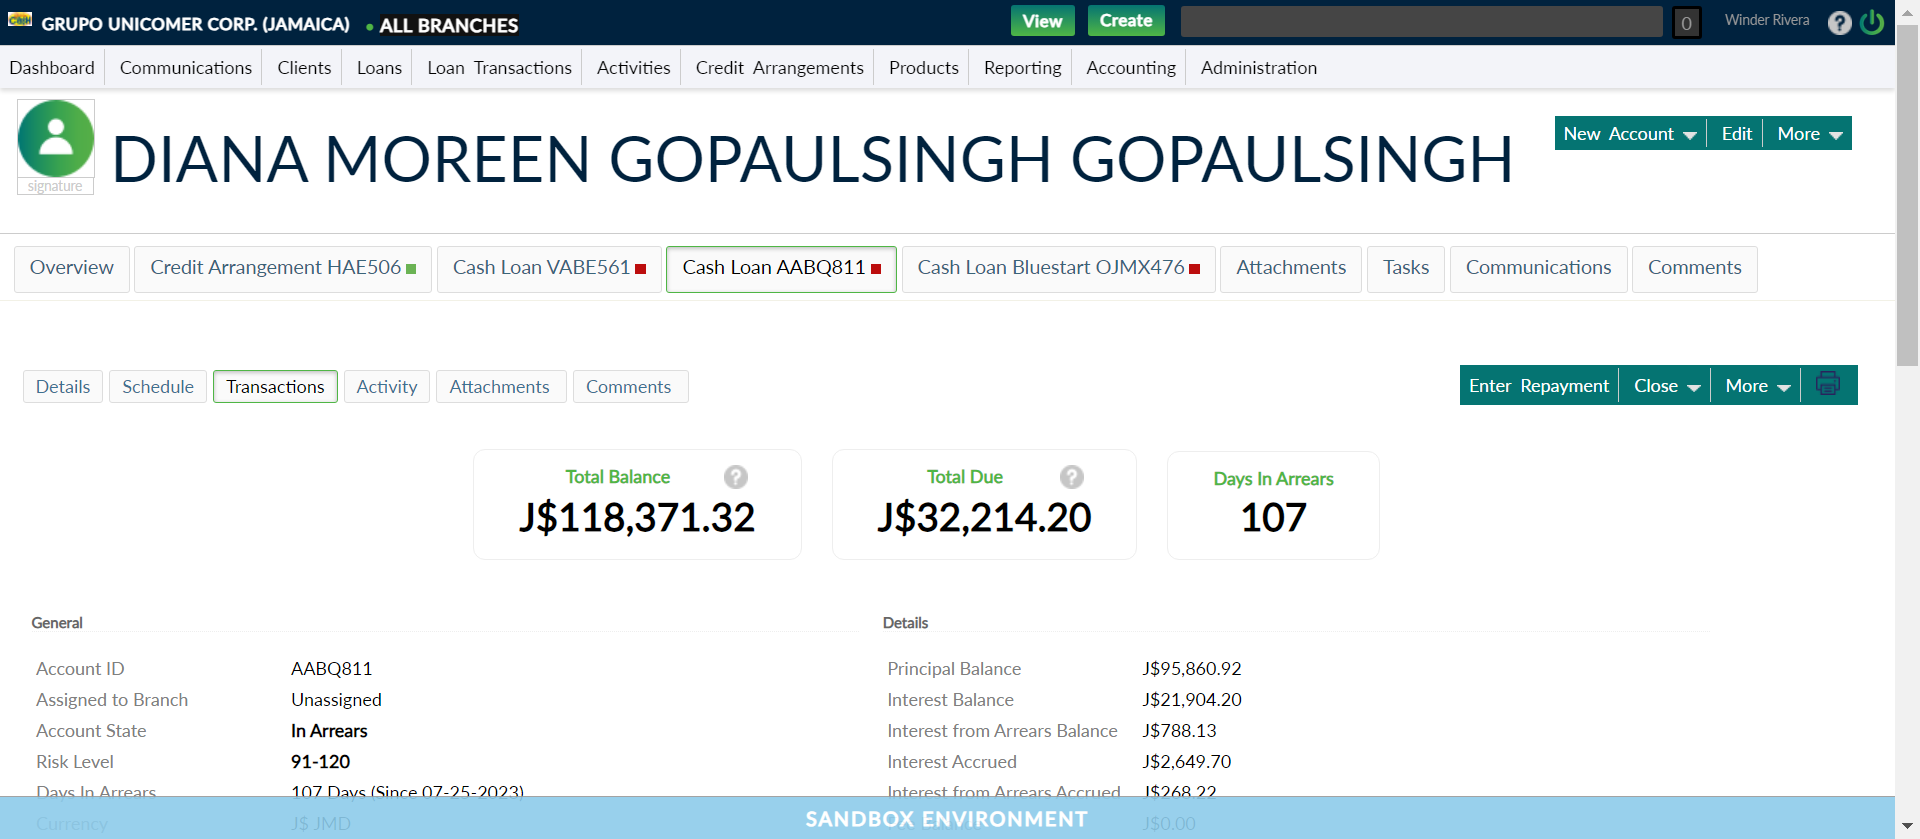 Cash GRUPO UNICOMER CORP. (JAMAICA) • ALL BRANCHES View Create 0 Winder Rivera ?
Dashboard Communications Clients Loans Loan Transactions Activities Credit Arrangements Products Reporting Accounting Administration
DIANA MOREEN GOPAULSINGH GOPAULSINGH
signature
New Account Edit More
Overview Credit Arrangement HAE506 Cash Loan VABE561 Cash Loan AABQ811 Cash Loan Bluestart OJMX476 Attachments Tasks Communications Comments
Details Schedule Transactions Activity Attachments Comments
Enter Repayment Close More
Total Balance ?
J$118,371.32
Total Due ?
J$32,214.20
Days In Arrears
107
General
Account ID AABQ811
Assigned to Branch Unassigned
Account State In Arrears
Risk Level 91-120
Days In Arrears 107 Days (Since 07-25-2023)
Currency J$ JMD
Details
Principal Balance J$95,860.92
Interest Balance J$21,904.20
Interest from Arrears Balance J$788.13
Interest Accrued J$2,649.70
Interest from Arrears Accrued J$268.22
J$0.00
SANDBOX ENVIRONMENT